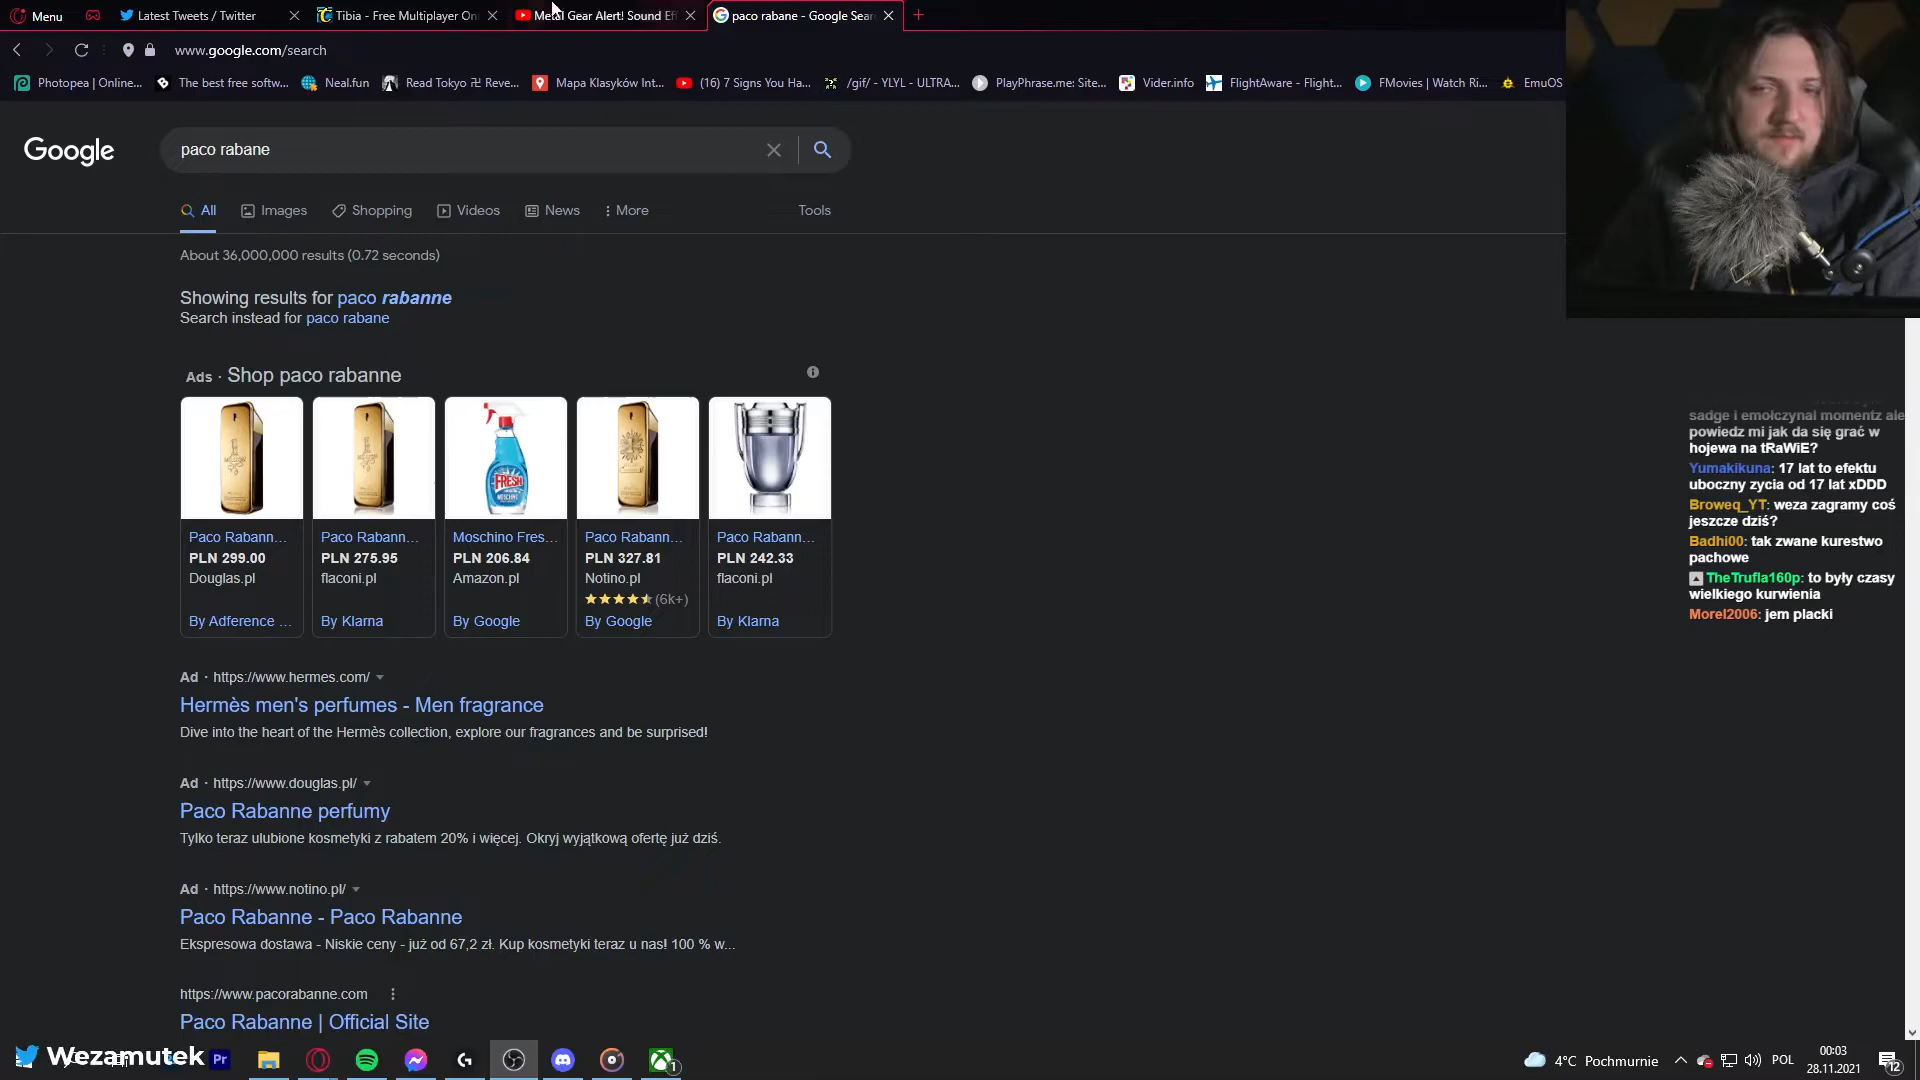 Menu
Latest Tweets / Twitter
Tibia - Free Multiplayer Onl
Metal Gear Alert! Sound Eff
paco rabane - Google Sear
www.google.com/search
Photopea | Online...
The best free softw...
Neal.fun
Read Tokyo 卍 Reve...
Mapa Klasyków Int...
(16) 7 Signs You Ha...
/gif/ - YLYL - ULTRA...
PlayPhrase.me: Site...
Vider.info
FlightAware - Flight...
FMovies | Watch Ri...
EmuOS
Google
paco rabane
All
Images
Shopping
Videos
News
More
Tools
About 36,000,000 results (0.72 seconds)
Showing results for paco rabanne
Search instead for paco rabane
Ads · Shop paco rabanne
Paco Rabann...
PLN 299.00
Douglas.pl
By Adference ...
Paco Rabann...
PLN 275.95
flaconi.pl
By Klarna
FRESH
MOSCHINO
Moschino Fres...
PLN 206.84
Amazon.pl
By Google
Paco Rabann...
PLN 327.81
Notino.pl
(6k+)
By Google
Paco Rabann...
PLN 242.33
flaconi.pl
By Klarna
Ad · https://www.hermes.com/
Hermès men's perfumes - Men fragrance
Dive into the heart of the Hermès collection, explore our fragrances and be surprised!
Ad · https://www.douglas.pl/
Paco Rabanne perfumy
Tylko teraz ulubione kosmetyki z rabatem 20% i więcej. Okryj wyjątkową ofertę już dziś.
Ad · https://www.notino.pl/
Paco Rabanne - Paco Rabanne
Ekspresowa dostawa - Niskie ceny - już od 67,2 zł. Kup kosmetyki teraz u nas! 100 % w...
https://www.pacorabanne.com
Paco Rabanne | Official Site
sadge i emolczynal momentz ale
powiedz mi jak da się grać w
hojewa na tRaWiE?
Yumakikuna: 17 lat to efektu
uboczny zycia od 17 lat xDDD
Broweq_YT: weza zagramy coś
jeszcze dziś?
Badhi00: tak zwane kurestwo
pachowe
TheTrufla160p: to były czasy
wielkiego kurwienia
Morel2006: jem placki
Wezamutek
Pr
1
4°C Pochmurnie
POL
00:03
28.11.2021
12